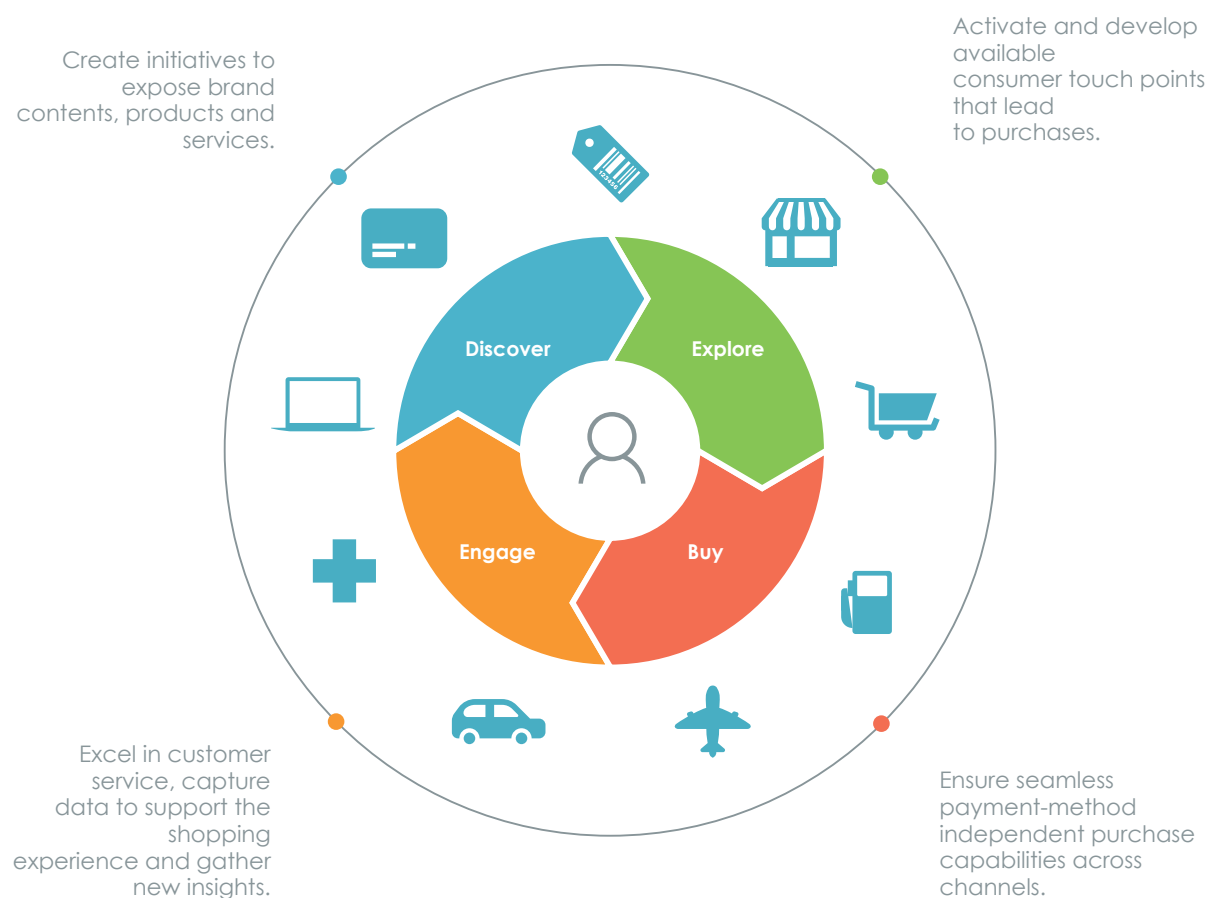 Create initiatives to
expose brand
contents, products and
services.
Activate and develop
available
consumer touch points
that lead
to purchases.
123456
Discover
Explore
Engage
Buy
Excel in customer
service, capture
data to support the
shopping
experience and gather
new insights.
Ensure seamless
payment-method
independent purchase
capabilities across
channels.